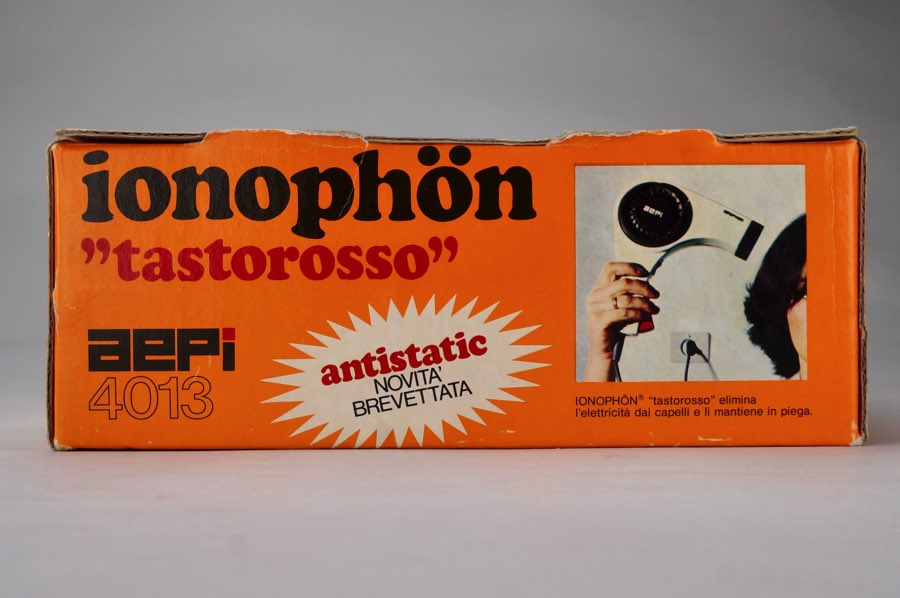 ionophön
”tastorosso”
aepi
4013
antistatic
NOVITA’
BREVETTATA
aepi
IONOPHÖN® “tastorosso” elimina
l’elettricità dai capelli e li mantiene in piega.